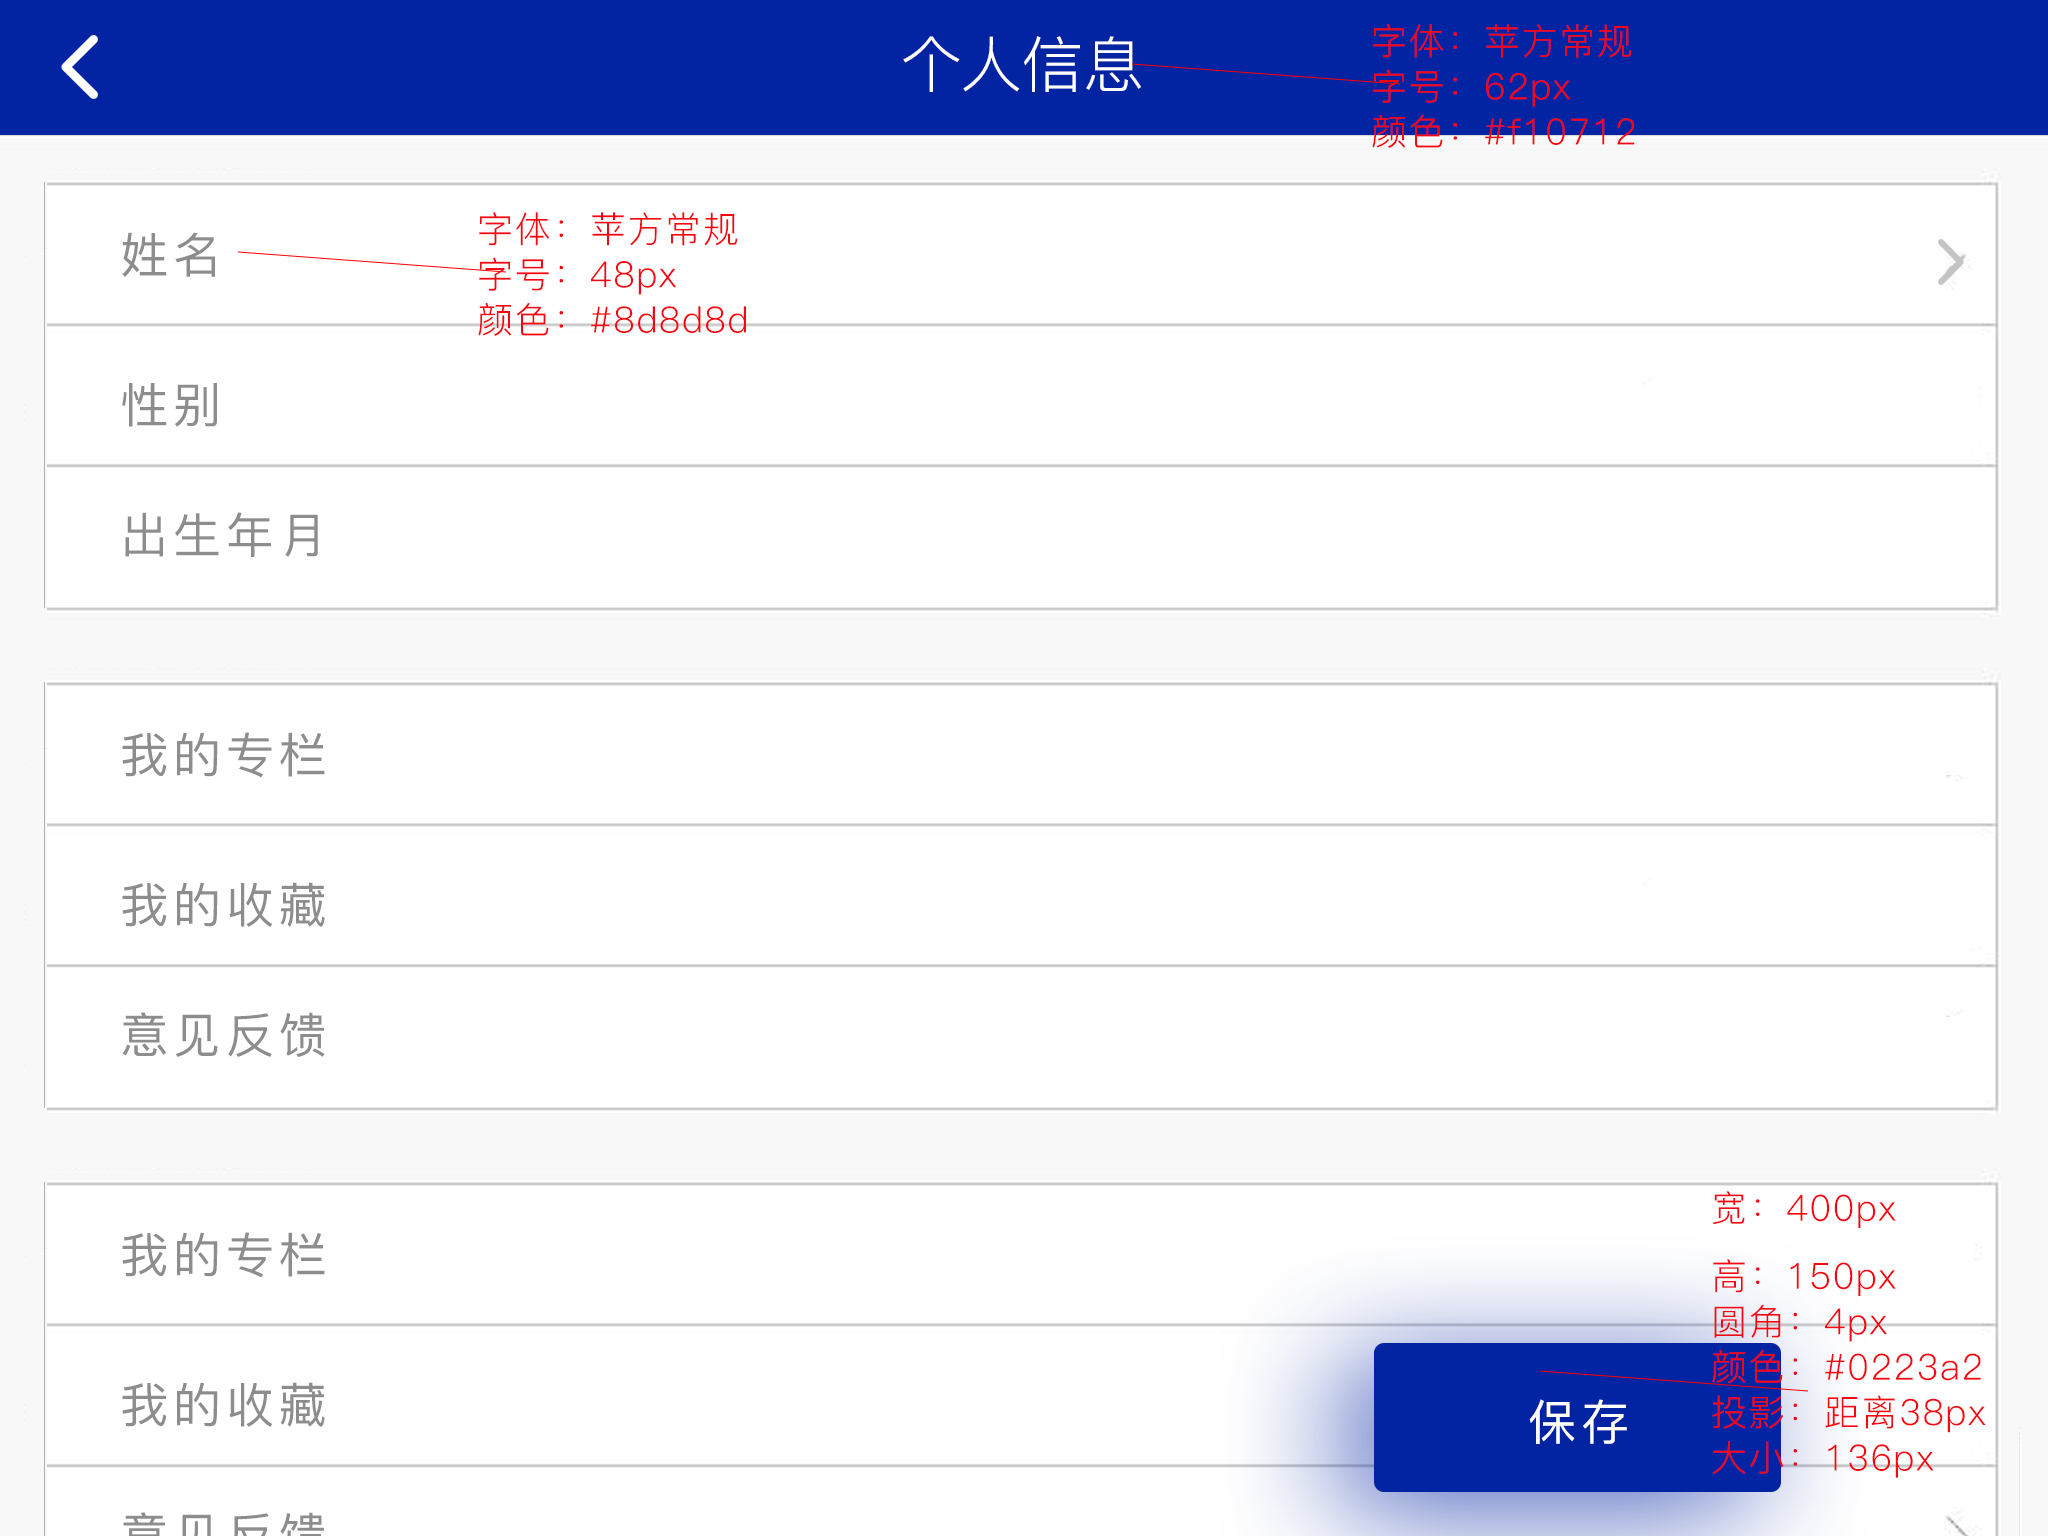 个人信息
字体：苹方常规
字号：62px
颜色：#f10712
姓名
字体：苹方常规
字号：48px
颜色：#8d8d8d
性别
出生年月
我的专栏
我的收藏
意见反馈
我的专栏
宽：400px
高：150px
圆角：4px
颜色：#0223a2
投影：距离38px
大小：136px
我的收藏
保存
意见反馈